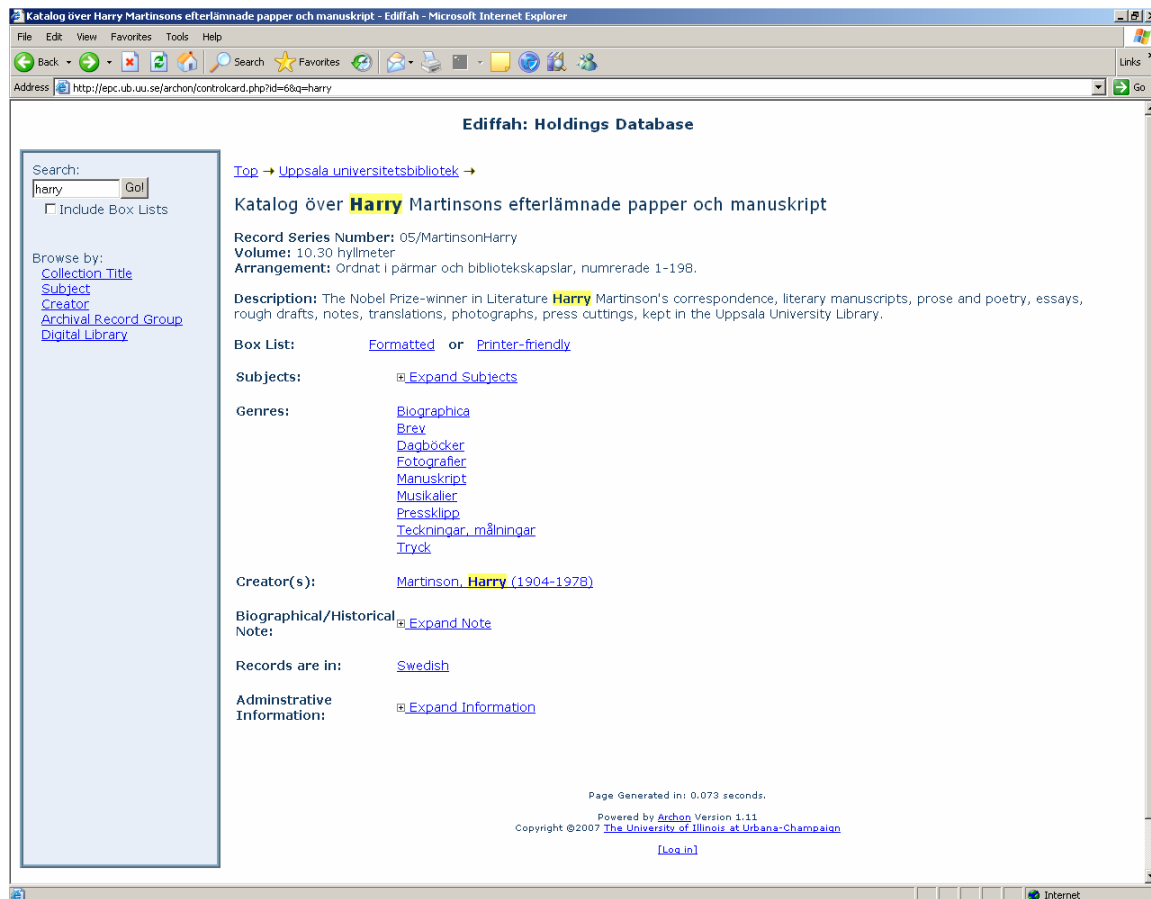 Katalog över Harry Martinsons efterlämnade papper och manuskript - Ediffah - Microsoft Internet Explorer
File Edit View Favorites Tools Help
Back Search Favorites Links
Address http://epc.ub.uu.se/archon/controlcard.php?id=6&q=harry Go
Ediffah: Holdings Database
Search:
harry Go!
Include Box Lists
Browse by:
Collection Title
Subject
Creator
Archival Record Group
Digital Library
Top → Uppsala universitetsbibliotek →
Katalog över Harry Martinsons efterlämnade papper och manuskript
Record Series Number: 05/MartinsonHarry
Volume: 10.30 hyllmeter
Arrangement: Ordnat i pärmar och bibliotekskapslar, numrerade 1-198.
Description: The Nobel Prize-winner in Literature Harry Martinson's correspondence, literary manuscripts, prose and poetry, essays,
rough drafts, notes, translations, photographs, press cuttings, kept in the Uppsala University Library.
Box List: Formatted or Printer-friendly
Subjects: Expand Subjects
Genres: Biographica
Brev
Dagböcker
Fotografier
Manuskript
Musikalier
Pressklipp
Teckningar, målningar
Tryck
Creator(s): Martinson, Harry (1904-1978)
Biographical/Historical
Note: Expand Note
Records are in: Swedish
Adminstrative
Information: Expand Information
Page Generated in: 0.073 seconds.
Powered by Archon Version 1.11
Copyright ©2007 The University of Illinois at Urbana-Champaign
[Log in]
Internet